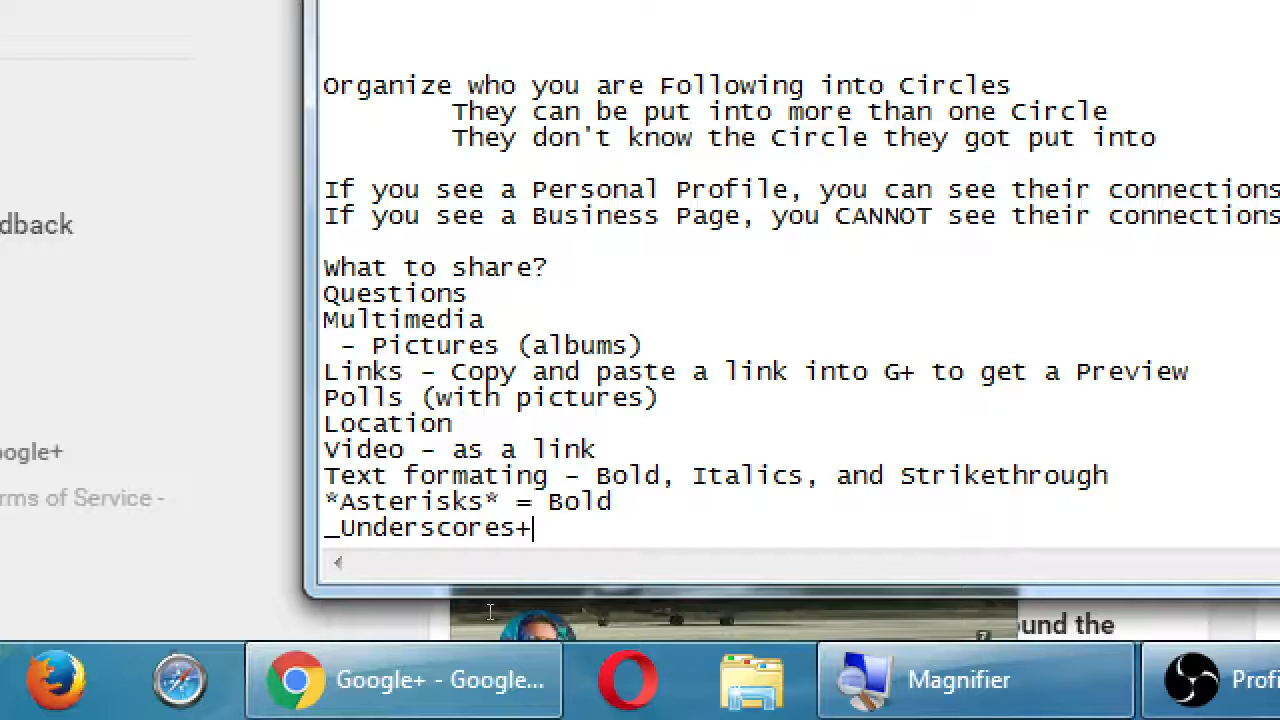 Organize who you are Following into Circles
They can be put into more than one Circle
They don't know the Circle they got put into
If you see a Personal Profile, you can see their connections
If you see a Business Page, you CANNOT see their connections
What to share?
Questions
Multimedia
- Pictures (albums)
Links - Copy and paste a link into G+ to get a Preview
Polls (with pictures)
Location
Video - as a link
Text formating - Bold, Italics, and Strikethrough
*Asterisks* = Bold
_Underscores+
dback
ogle+
rms of Service -
und the
7
Google+ - Google...
Magnifier
Profi